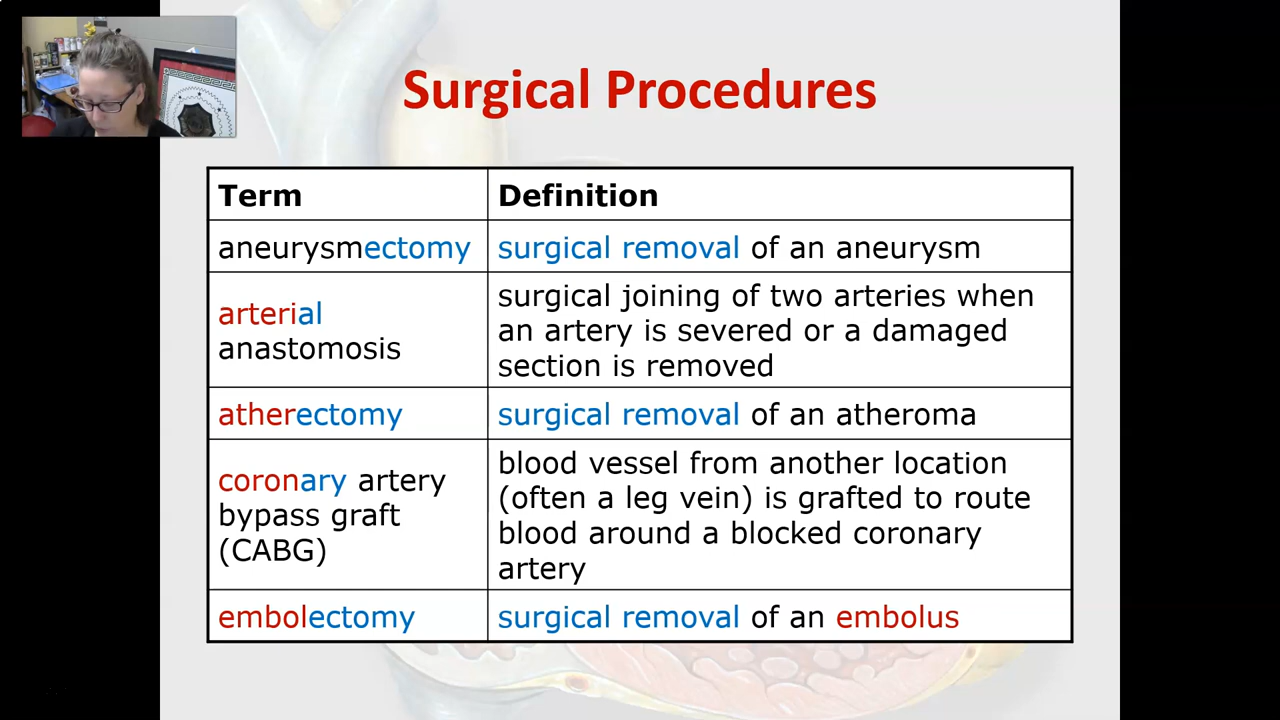 Surgical Procedures
Term
Definition
aneurysmectomy
surgical removal of an aneurysm
arterial
anastomosis
surgical joining of two arteries when
an artery is severed or a damaged
section is removed
atherectomy
surgical removal of an atheroma
coronary artery
bypass graft
(CABG)
blood vessel from another location
(often a leg vein) is grafted to route
blood around a blocked coronary
artery
embolectomy
surgical removal of an embolus